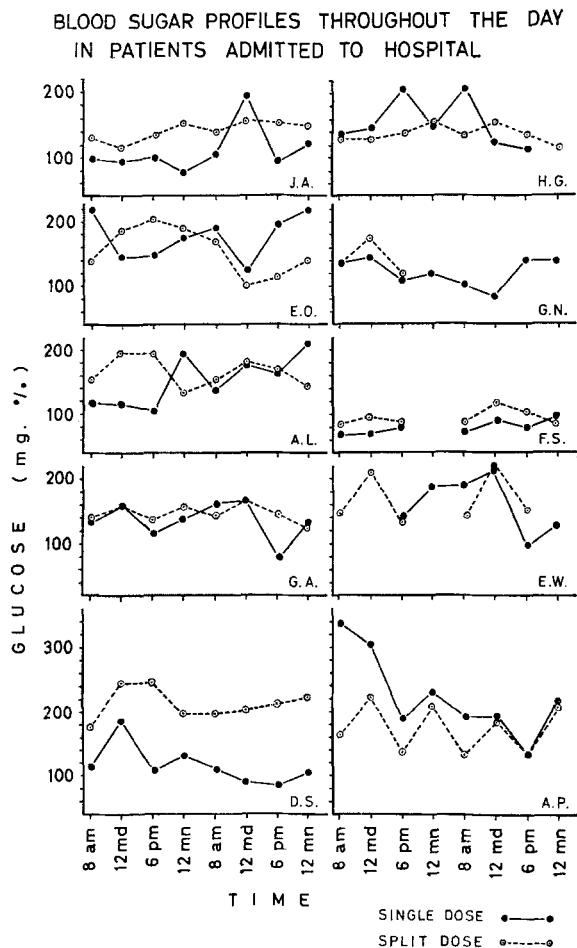 BLOOD SUGAR PROFILES THROUGHOUT THE DAY
IN PATIENTS ADMITTED TO HOSPITAL
GLUCOSE (mg. %)
200
100
J.A.
H.G.
200
100
E.O.
G.N.
200
100
A.L.
F.S.
200
100
G.A.
E.W.
300
200
100
D.S.
A.P.
8 am
12 md
6 pm
12 mn
8 am
12 md
6 pm
12 mn
8 am
12 md
6 pm
12 mn
8 am
12 md
6 pm
12 mn
TIME
SINGLE DOSE
SPLIT DOSE